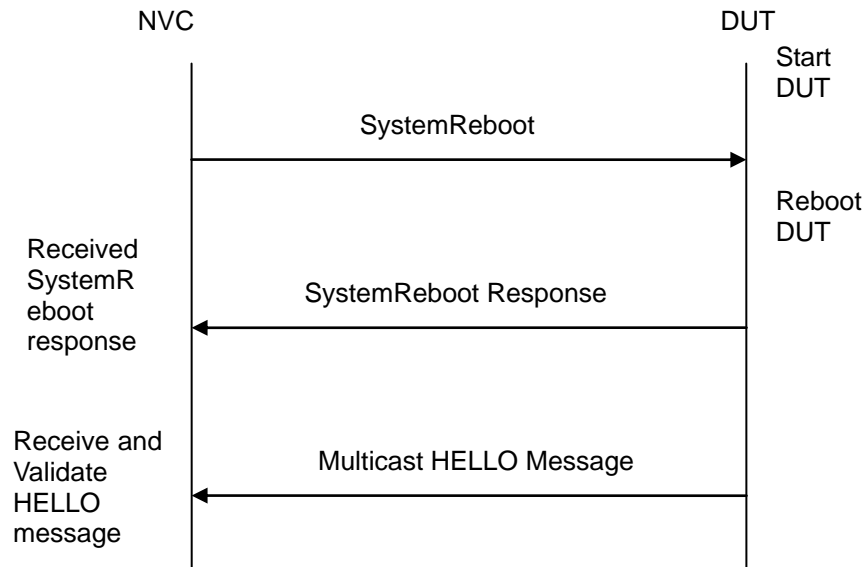 NVC DUT
Start
DUT
SystemReboot
Reboot
DUT
Received
SystemR
eboot
response
SystemReboot Response
Receive and
Validate
HELLO
message
Multicast HELLO Message